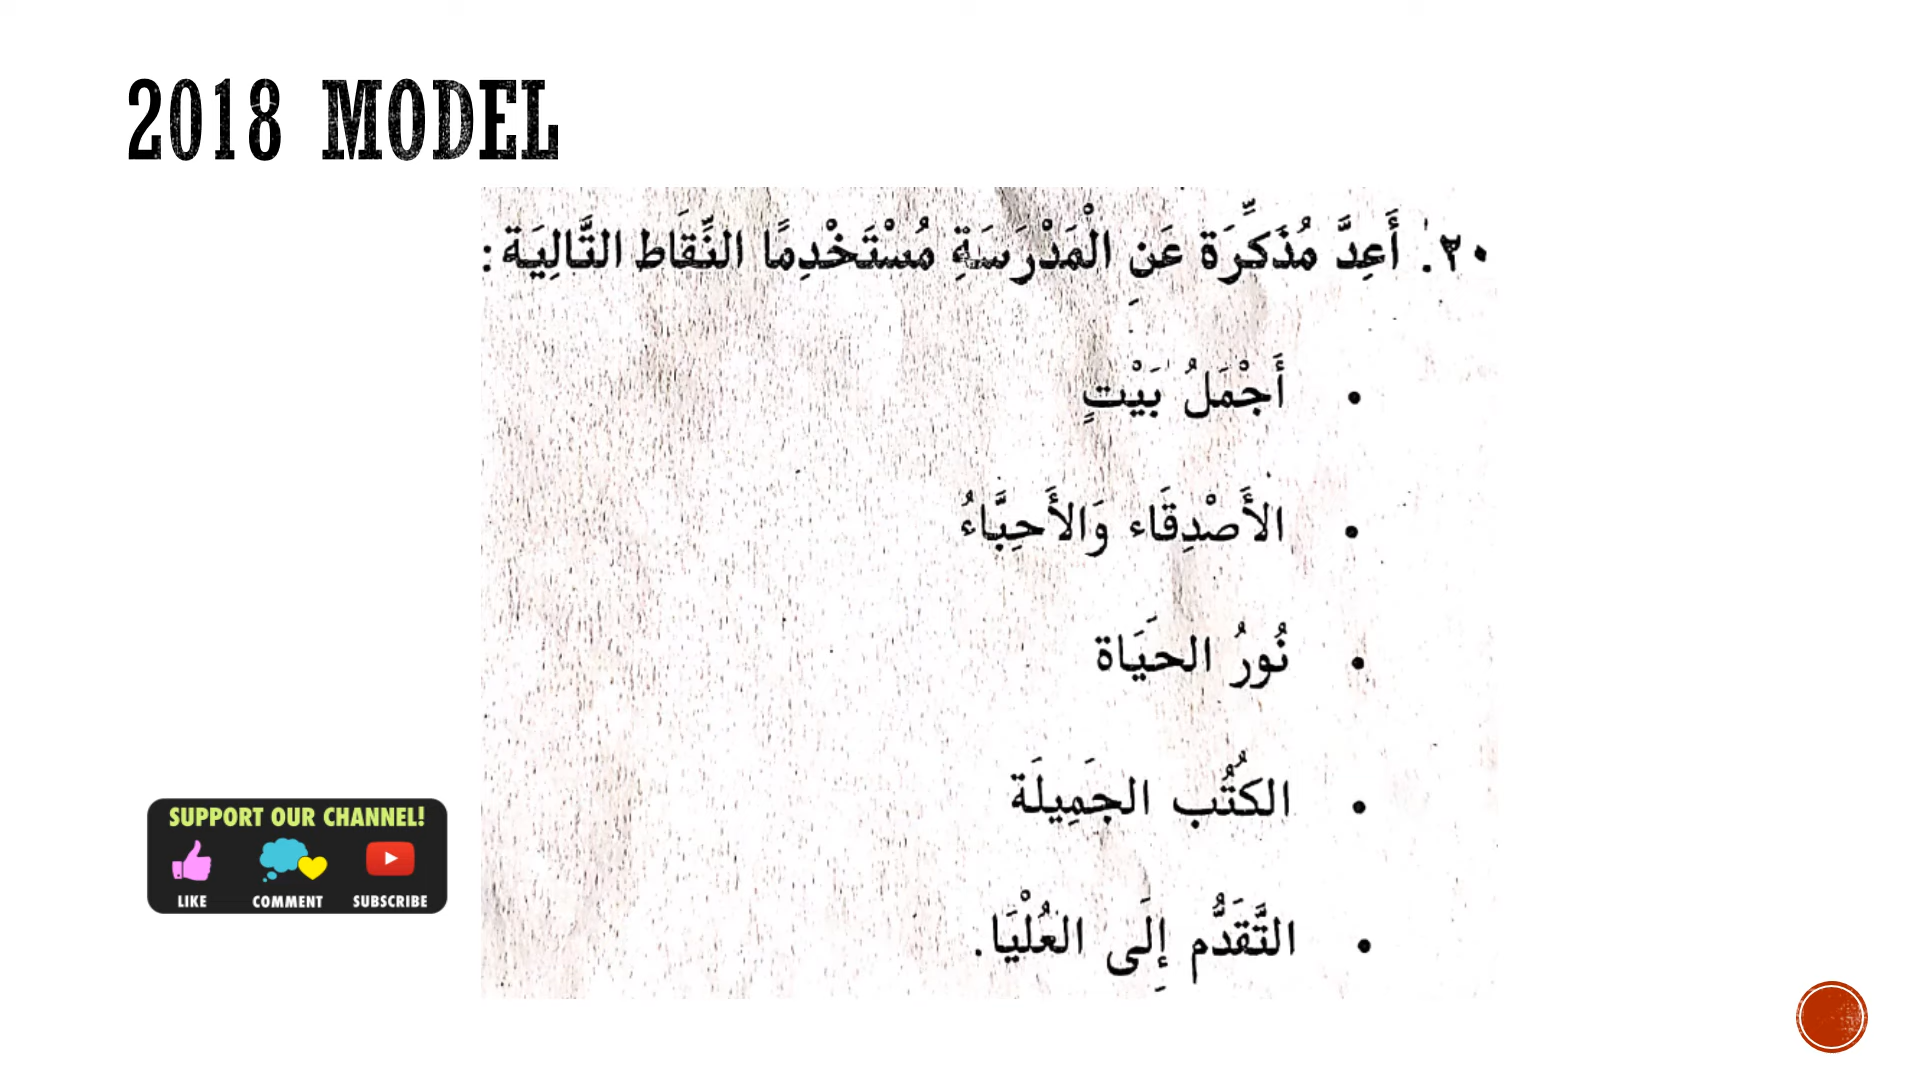 2018 MODEL
٢٠. أَعِدَّ مُذَكِّرَة عَنِ الْمَدْرَسَةِ مُسْتَخْدِمًا النِّقَاط التَّالِيَة :
• أَجْمَلُ بَيْتٍ
• الأَصْدِقَاء وَالأَحِبَّاءُ
• نُورُ الحَيَاة
• الكُتُب الجَمِيلَة
• التَّقَدُّم إِلَى العُلْيَا.
SUPPORT OUR CHANNEL!
LIKE COMMENT SUBSCRIBE